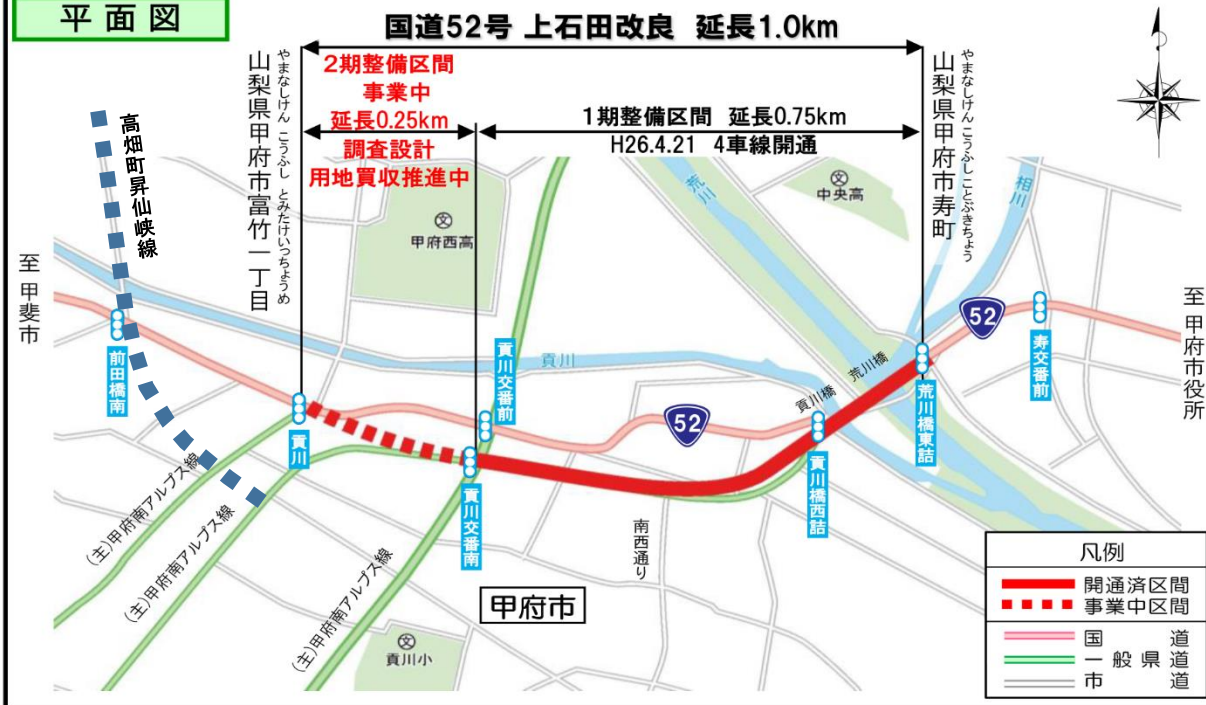 平面図
国道52号 上石田改良 延長1.0km
2期整備区間
事業中
延長0.25km
調査設計
用地買収推進中
1期整備区間 延長0.75km
H26.4.21 4車線開通
山梨県甲府市富竹一丁目
やまなしけん こうふし とみたけいっちょうめ
山梨県甲府市寿町
やまなしけん こうふし ことぶきちょう
高畑町昇仙峡線
至 甲斐市
至 甲府市役所
文
甲府西高
文
中央高
荒川
相川
52
寿交番前
前田橋南
貢川
貢川交番前
貢川
52
貢川橋
荒川橋
荒川橋東詰
貢川橋西詰
貢川交番南
南西通り
(主)甲府南アルプス線
(主)甲府南アルプス線
(主)甲府南アルプス線
甲府市
文
貢川小
凡例
開通済区間
事業中区間
国道
一般県道
市道